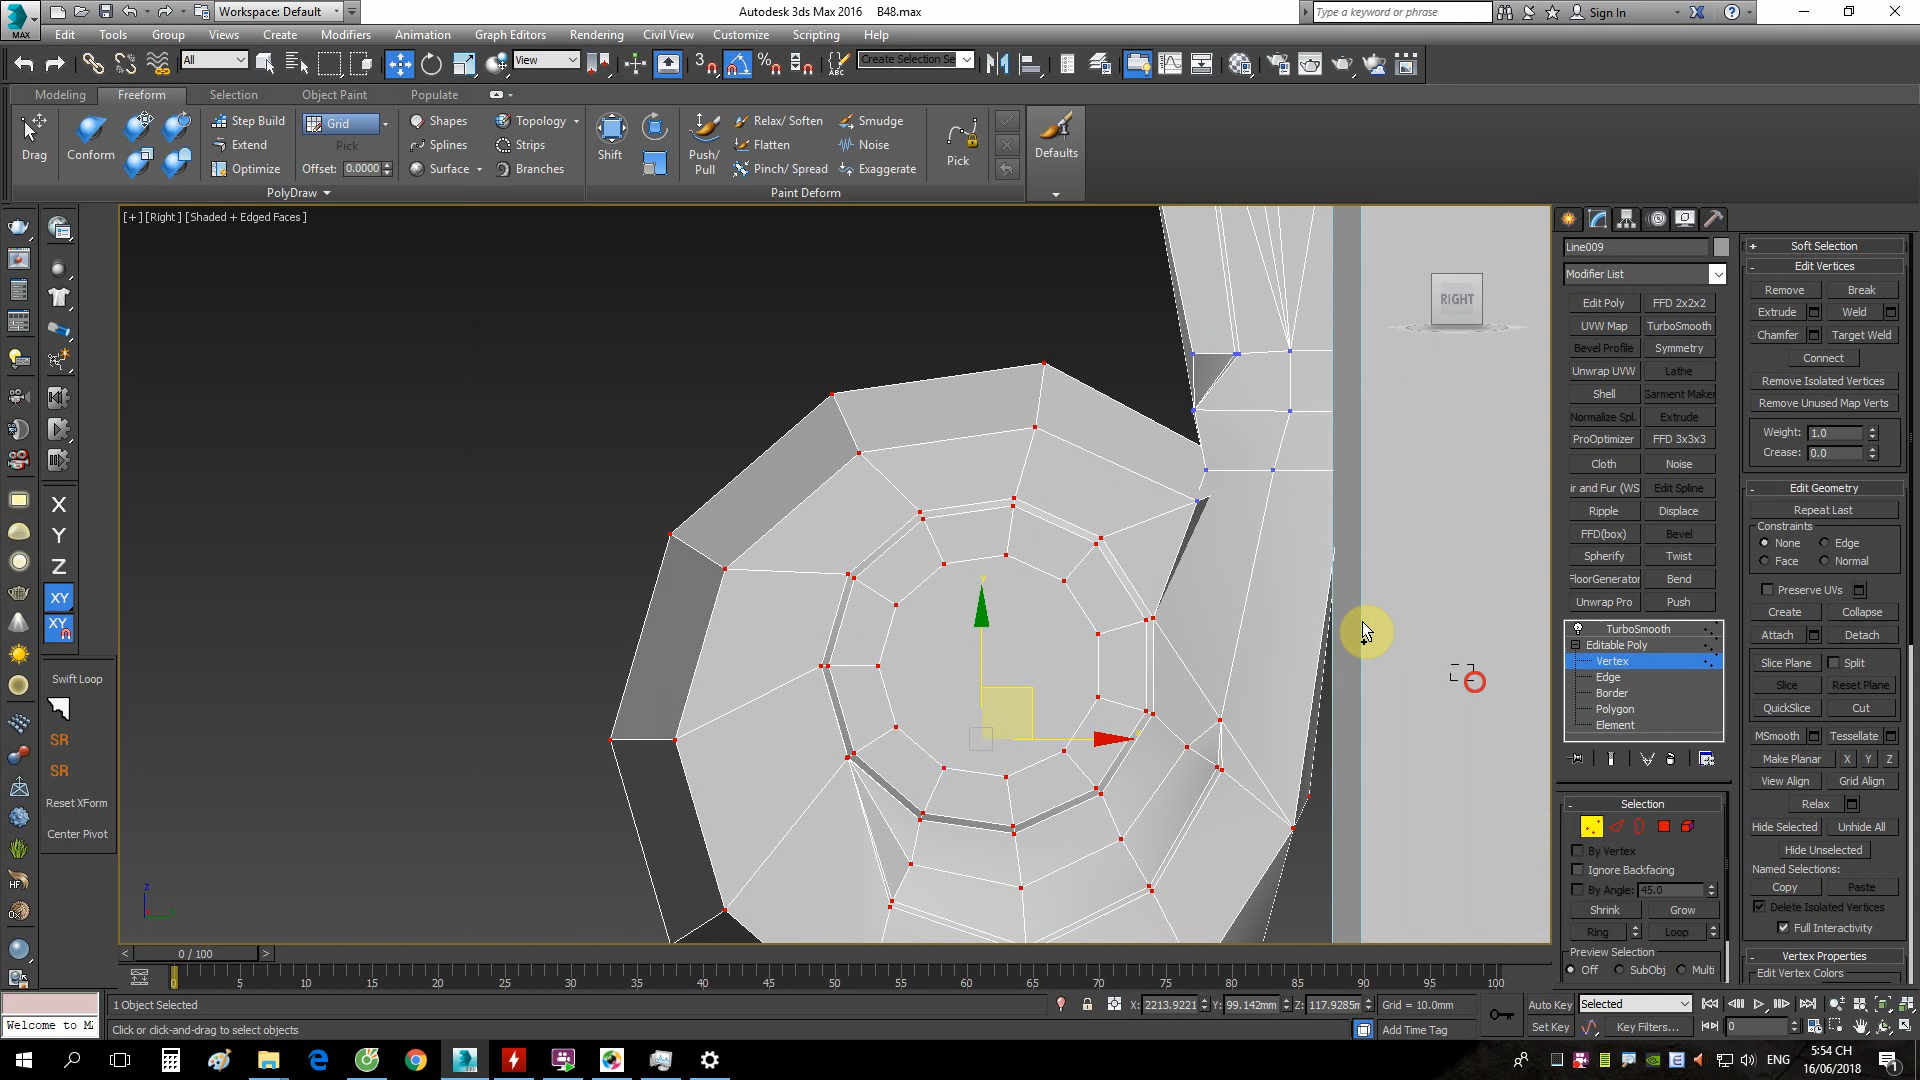 Workspace: Default
Autodesk 3ds Max 2016 B48.max
Type a keyword or phrase
Sign In
MAX
Edit Tools Group Views Create Modifiers Animation Graph Editors Rendering Civil View Customize Scripting Help
All
View
Create Selection Se
Modeling Freeform Selection Object Paint Populate
Drag
Conform
Step Build
Extend
Optimize
Grid
Pick
Offset: 0.0000
Shapes
Splines
Surface
Topology
Strips
Branches
Shift
Push/
Pull
Relax/ Soften
Flatten
Pinch/ Spread
Smudge
Noise
Exaggerate
Pick
Defaults
PolyDraw
Paint Deform
[+] [Right ] [Shaded + Edged Faces ]
RIGHT
X
Y
Z
XY
XY
Swift Loop
SR
SR
Reset XForm
Center Pivot
Line009
Modifier List
Edit Poly FFD 2x2x2
UVW Map TurboSmooth
Bevel Profile Symmetry
Unwrap UVW Lathe
Shell Garment Maker
Normalize Spl. Extrude
ProOptimizer FFD 3x3x3
Cloth Noise
ir and Fur (WS Edit Spline
Ripple Displace
FFD(box) Bevel
Spherify Twist
FloorGenerator Bend
Unwrap Pro Push
TurboSmooth
Editable Poly
Vertex
Edge
Border
Polygon
Element
Selection
By Vertex
Ignore Backfacing
By Angle: 45.0
Shrink Grow
Ring Loop
Preview Selection
Off SubObj Multi
Soft Selection
Edit Vertices
Remove Break
Extrude Weld
Chamfer Target Weld
Connect
Remove Isolated Vertices
Remove Unused Map Verts
Weight: 1.0
Crease: 0.0
Edit Geometry
Repeat Last
Constraints
None Edge
Face Normal
Preserve UVs
Create Collapse
Attach Detach
Slice Plane Split
Slice Reset Plane
QuickSlice Cut
MSmooth Tessellate
Make Planar X Y Z
View Align Grid Align
Relax
Hide Selected Unhide All
Hide Unselected
Named Selections:
Copy Paste
Delete Isolated Vertices
Full Interactivity
Vertex Properties
Edit Vertex Colors
0 / 100
0 5 10 15 20 25 30 35 40 45 50 55 60 65 70 75 80 85 90 95 100
1 Object Selected
X: 2213.9221 Y: 99.142mm Z: 117.9285m Grid = 10.0mm
Auto Key Selected
Welcome to M
Click or click-and-drag to select objects
Add Time Tag
Set Key Key Filters...
0
ENG
5:54 CH
16/06/2018